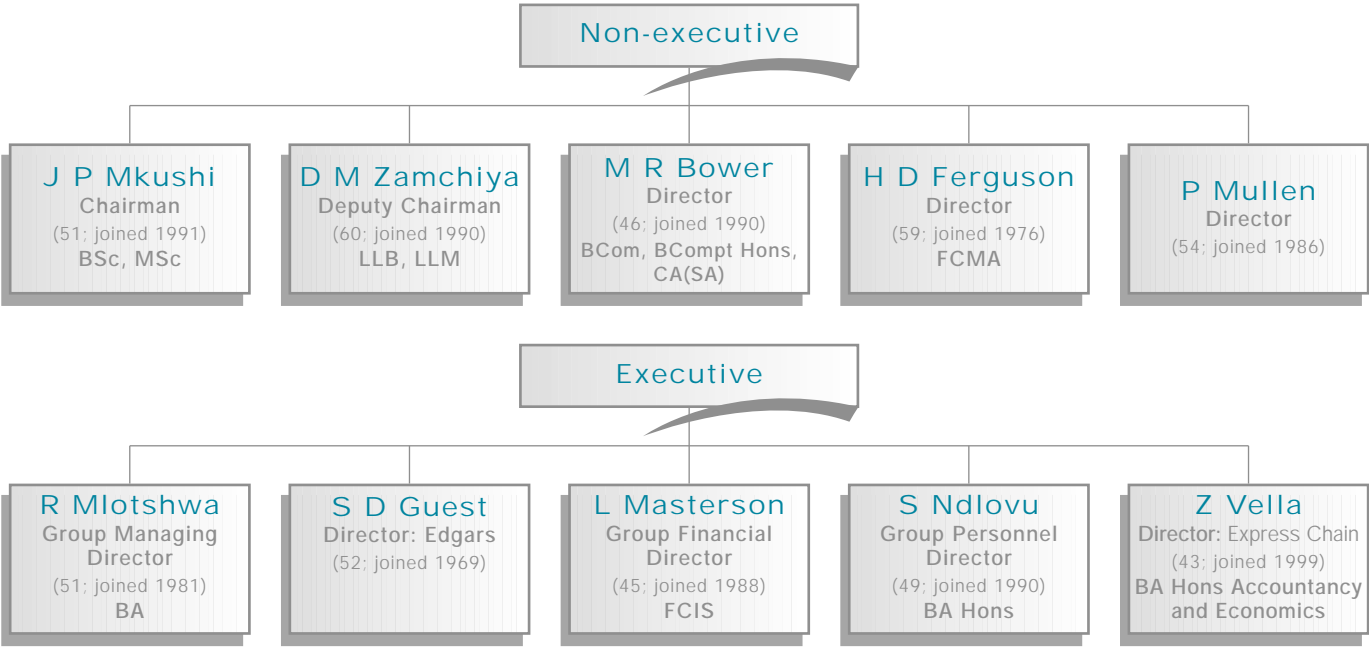 Non-executive
J P Mkushi
Chairman
(51; joined 1991)
BSc, MSc
D M Zamchiya
Deputy Chairman
(60; joined 1990)
LLB, LLM
M R Bower
Director
(46; joined 1990)
BCom, BCompt Hons,
CA(SA)
H D Ferguson
Director
(59; joined 1976)
FCMA
P Mullen
Director
(54; joined 1986)
Executive
R Mlotshwa
Group Managing
Director
(51; joined 1981)
BA
S D Guest
Director: Edgars
(52; joined 1969)
L Masterson
Group Financial
Director
(45; joined 1988)
FCIS
S Ndlovu
Group Personnel
Director
(49; joined 1990)
BA Hons
Z Vella
Director: Express Chain
(43; joined 1999)
BA Hons Accountancy
and Economics